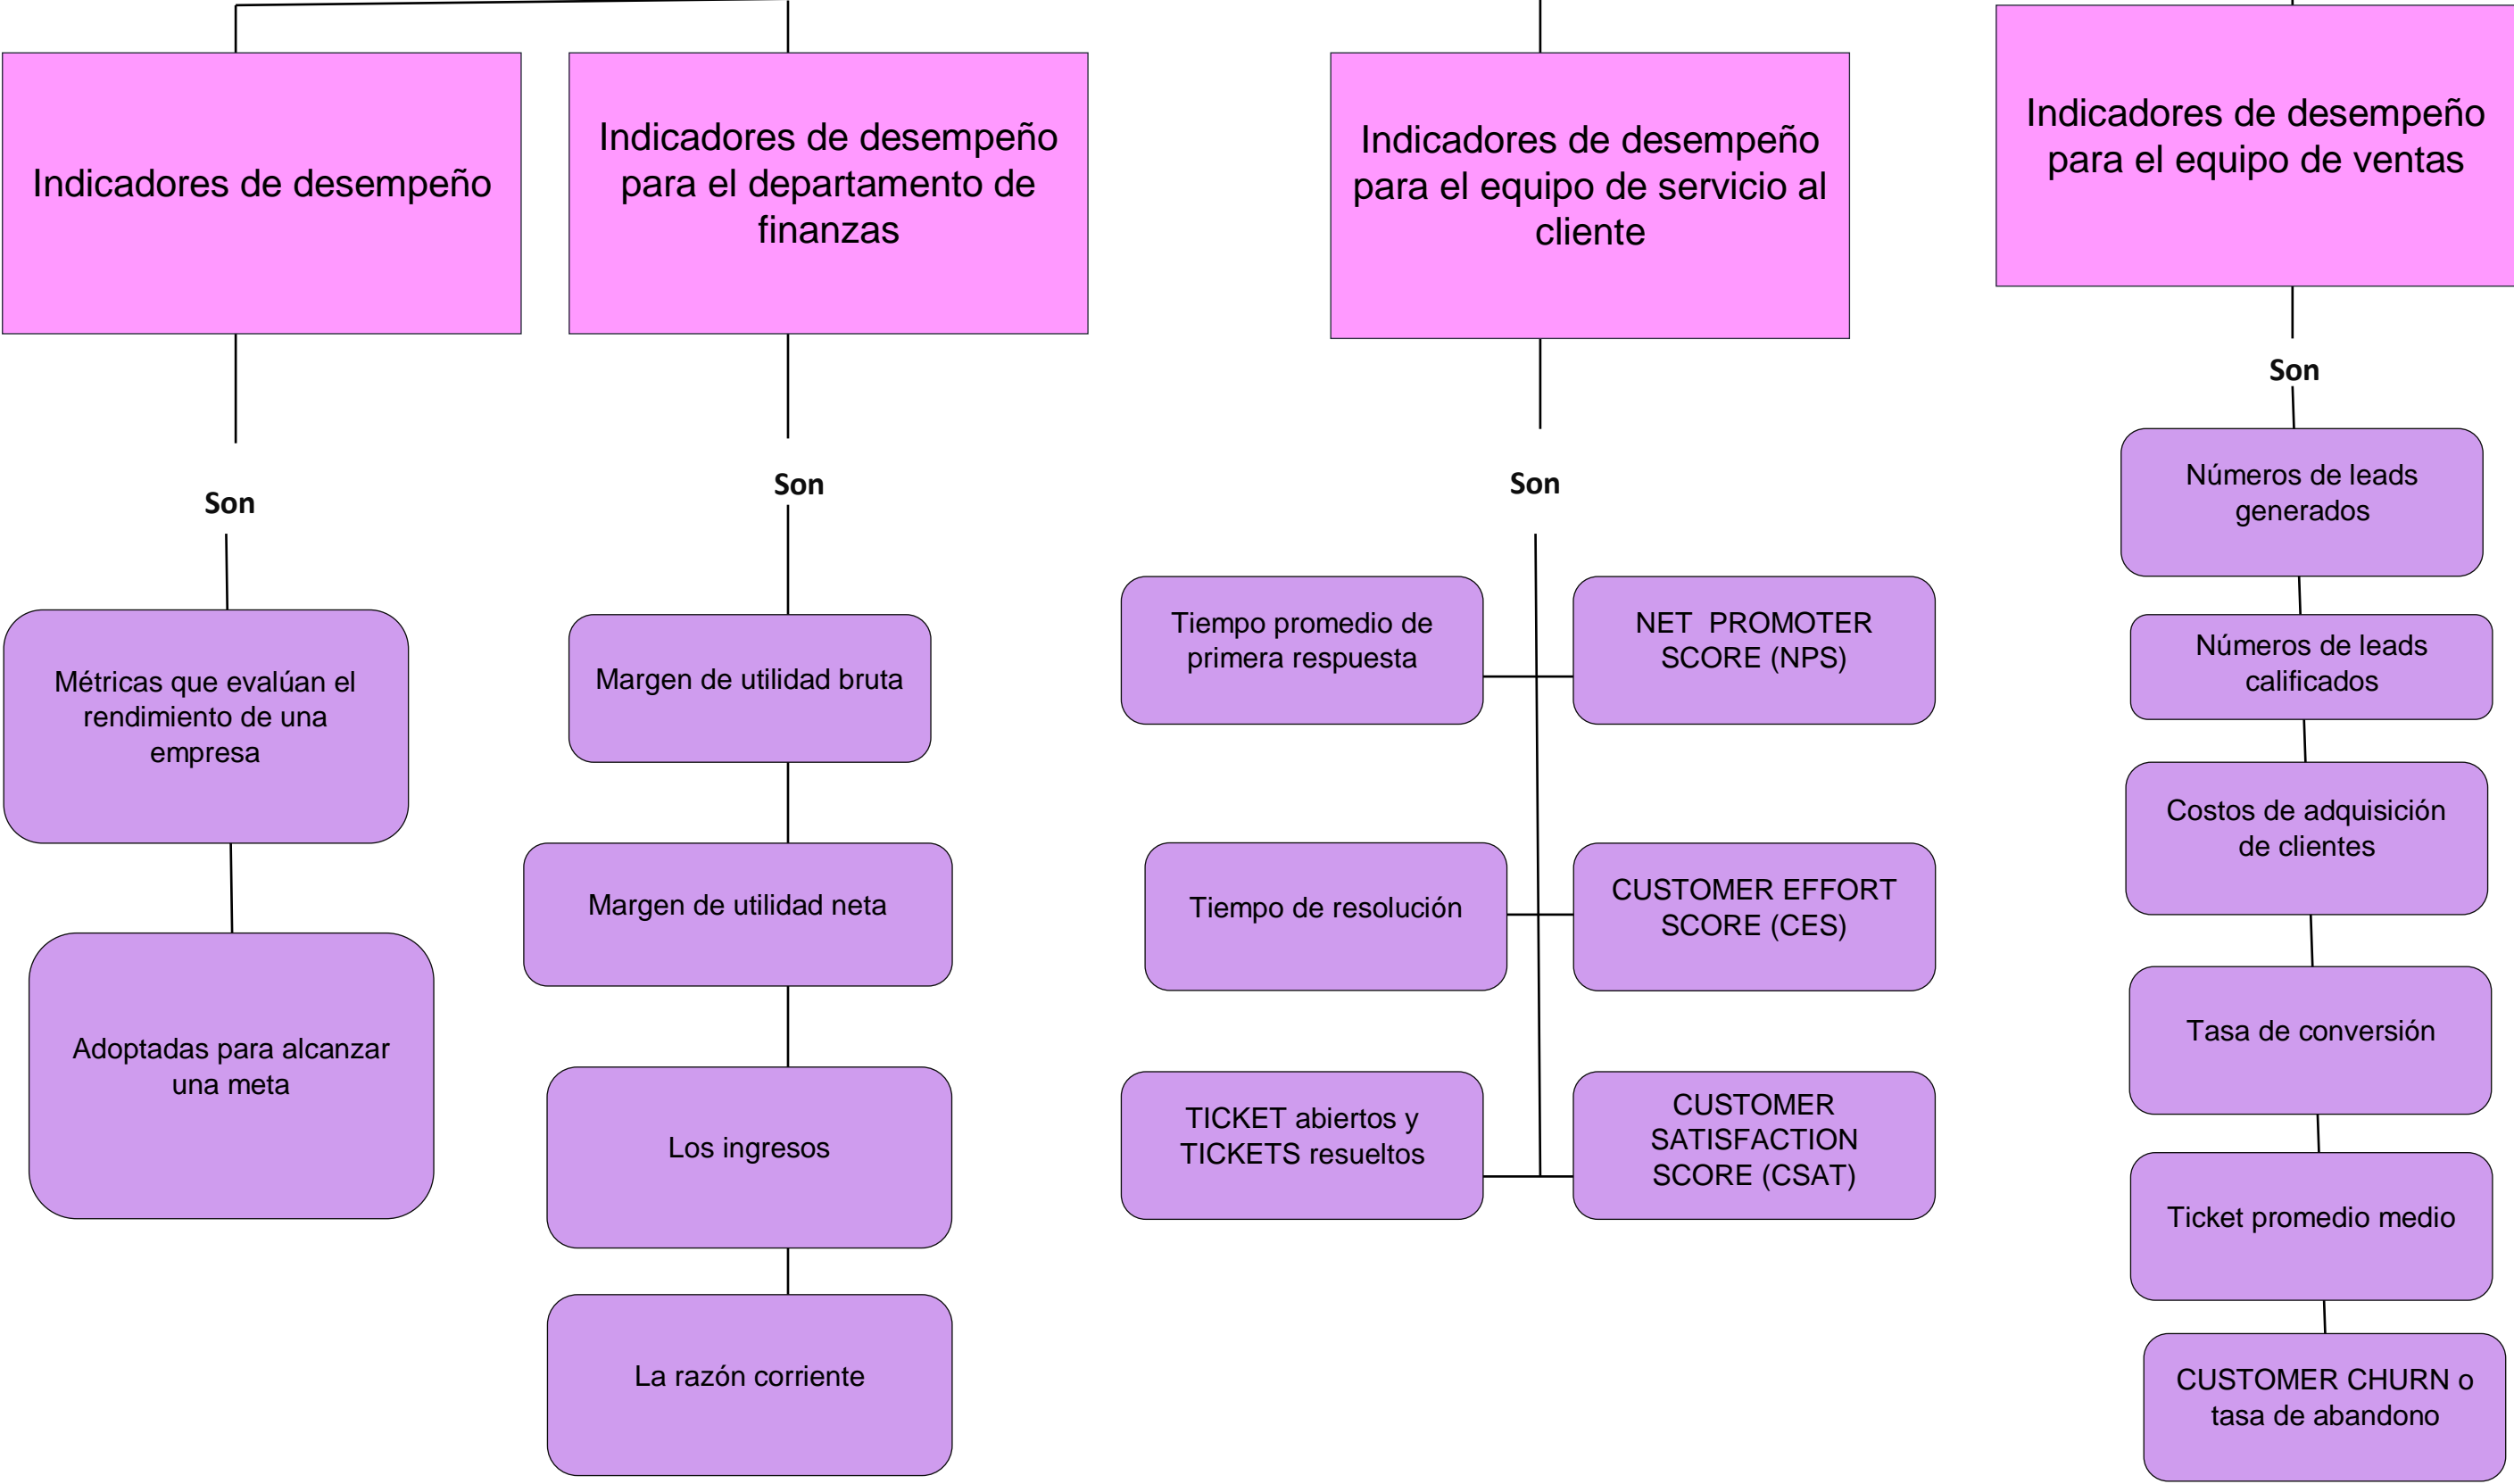 Indicadores de desempeño
Son
Métricas que evalúan el
rendimiento de una
empresa
Adoptadas para alcanzar
una meta
Indicadores de desempeño
para el departamento de
finanzas
Son
Margen de utilidad bruta
Margen de utilidad neta
Los ingresos
La razón corriente
Indicadores de desempeño
para el equipo de servicio al
cliente
Son
Tiempo promedio de
primera respuesta
NET  PROMOTER
SCORE (NPS)
Tiempo de resolución
CUSTOMER EFFORT
SCORE (CES)
TICKET abiertos y
TICKETS resueltos
CUSTOMER
SATISFACTION
SCORE (CSAT)
Indicadores de desempeño
para el equipo de ventas
Son
Números de leads
generados
Números de leads
calificados
Costos de adquisición
de clientes
Tasa de conversión
Ticket promedio medio
CUSTOMER CHURN o
tasa de abandono